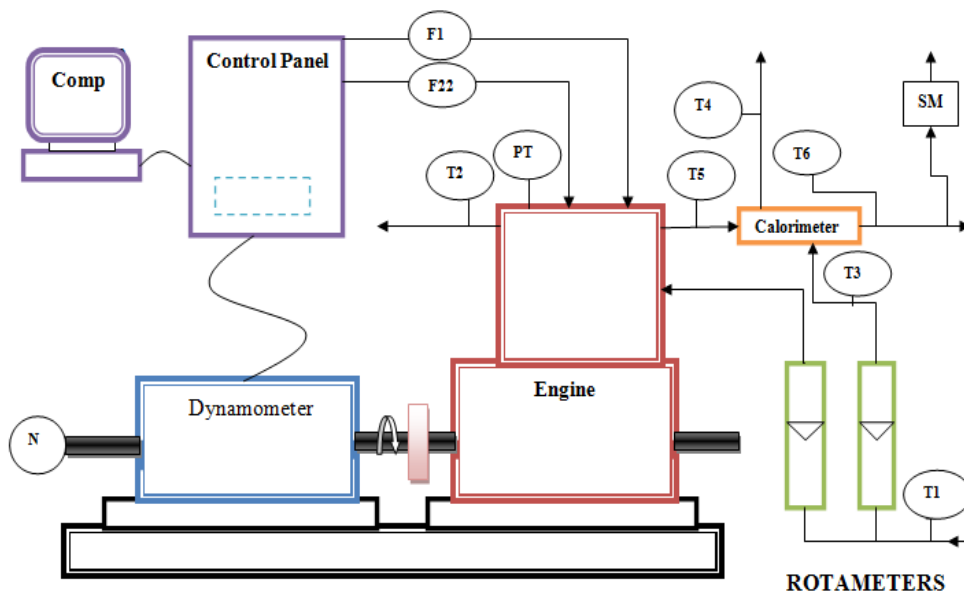 F1
Control Panel
Comp
F22
T4
SM
PT
T2
T5
T6
Calorimeter
T3
Engine
Dynamometer
N
T1
ROTAMETERS